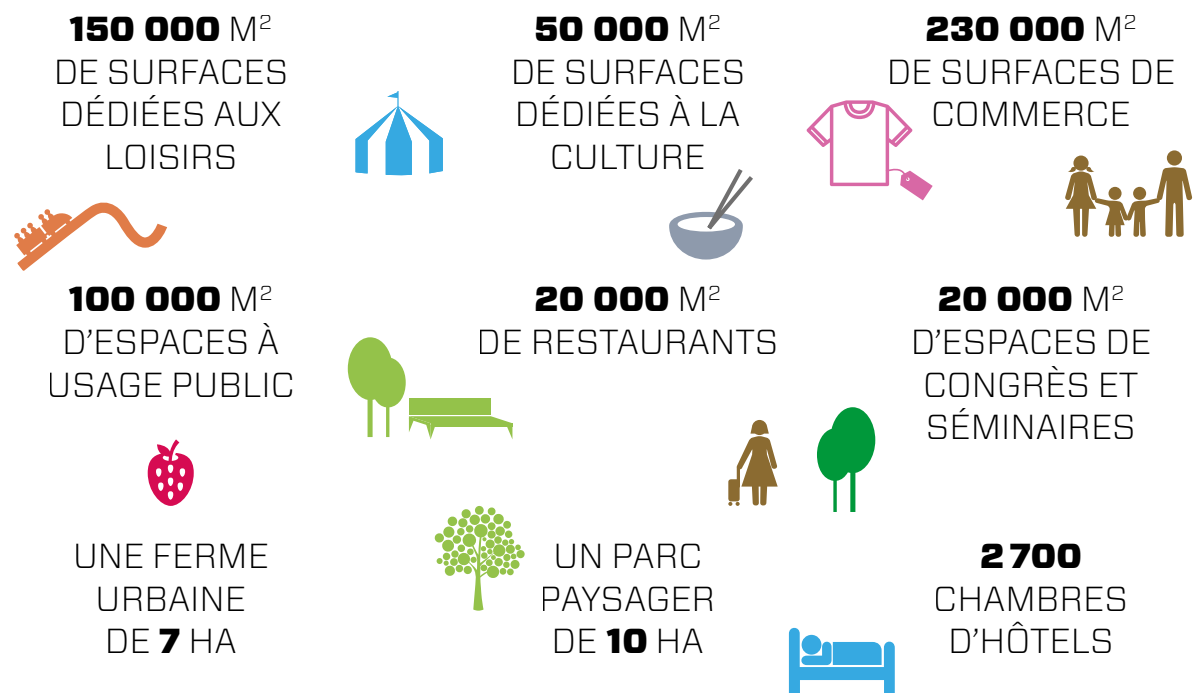 150 000 M²
DE SURFACES
DÉDIÉES AUX
LOISIRS
50 000 M²
DE SURFACES
DÉDIÉES À LA
CULTURE
230 000 M²
DE SURFACES DE
COMMERCE
100 000 M²
D'ESPACES À
USAGE PUBLIC
20 000 M²
DE RESTAURANTS
20 000 M²
D'ESPACES DE
CONGRÈS ET
SÉMINAIRES
UNE FERME
URBAINE
DE 7 HA
UN PARC
PAYSAGER
DE 10 HA
2 700
CHAMBRES
D'HÔTELS